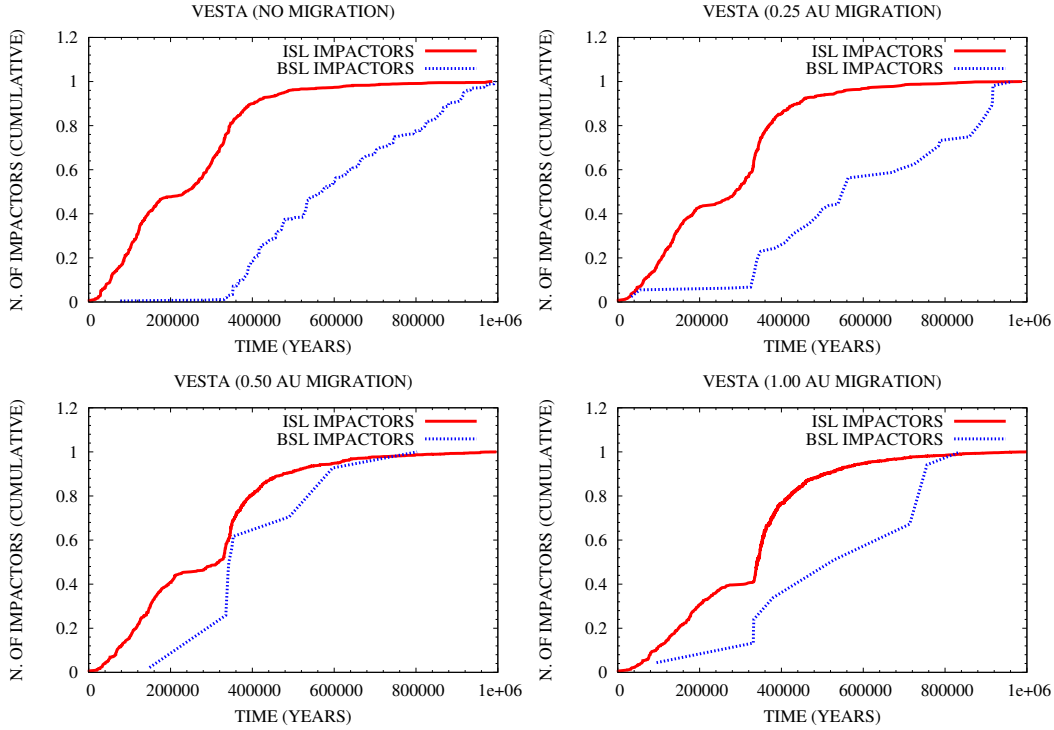 VESTA (NO MIGRATION)
N. OF IMPACTORS (CUMULATIVE)
1.2
1
0.8
0.6
0.4
0.2
0
ISL IMPACTORS
BSL IMPACTORS
0 200000 400000 600000 800000 1e+06
TIME (YEARS)
VESTA (0.25 AU MIGRATION)
N. OF IMPACTORS (CUMULATIVE)
1.2
1
0.8
0.6
0.4
0.2
0
ISL IMPACTORS
BSL IMPACTORS
0 200000 400000 600000 800000 1e+06
TIME (YEARS)
VESTA (0.50 AU MIGRATION)
N. OF IMPACTORS (CUMULATIVE)
1.2
1
0.8
0.6
0.4
0.2
0
ISL IMPACTORS
BSL IMPACTORS
0 200000 400000 600000 800000 1e+06
TIME (YEARS)
VESTA (1.00 AU MIGRATION)
N. OF IMPACTORS (CUMULATIVE)
1.2
1
0.8
0.6
0.4
0.2
0
ISL IMPACTORS
BSL IMPACTORS
0 200000 400000 600000 800000 1e+06
TIME (YEARS)